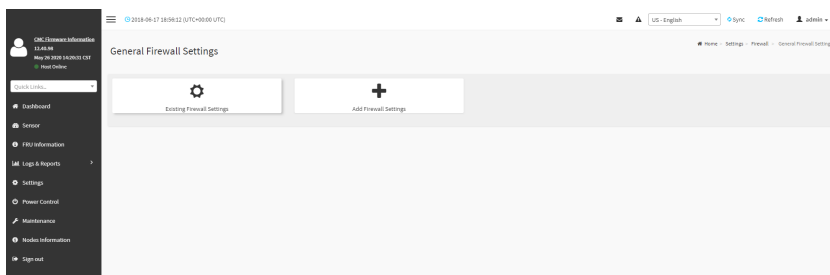 2018-06-17 18:56:12 (UTC+00:00 UTC)
US - English
Sync
Refresh
admin
CMC Firmware Information
12.40.98
May 26 2020 14:26:31 CST
Host Online
Quick Links...
Dashboard
Sensor
FRU Information
Logs & Reports
Settings
Power Control
Maintenance
Nodes Information
Sign out
General Firewall Settings
Home
Settings
Firewall
General Firewall Setting
Existing Firewall Settings
Add Firewall Settings